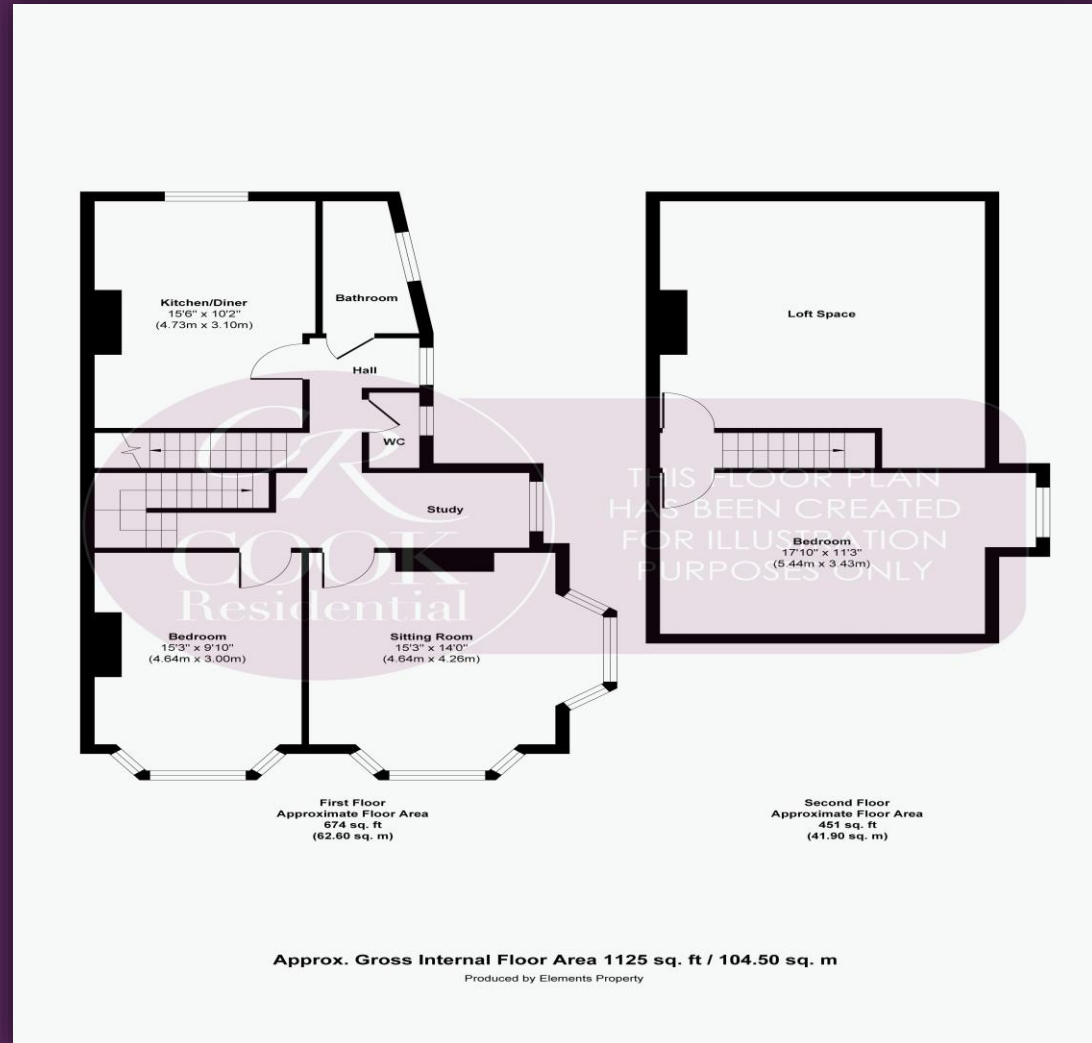 Kitchen/Diner
15'6" x 10'2"
(4.73m x 3.10m)
Bathroom
Hall
WC
Study
Bedroom
15'3" x 9'10"
(4.64m x 3.00m)
Sitting Room
15'3" x 14'0"
(4.64m x 4.26m)
CR
COOK
Residential
First Floor
Approximate Floor Area
674 sq. ft
(62.60 sq. m)
Loft Space
THIS FLOOR PLAN
HAS BEEN CREATED
FOR ILLUSTRATION
PURPOSES ONLY
Bedroom
17'10" x 11'3"
(5.44m x 3.43m)
Second Floor
Approximate Floor Area
451 sq. ft
(41.90 sq. m)
Approx. Gross Internal Floor Area 1125 sq. ft / 104.50 sq. m
Produced by Elements Property